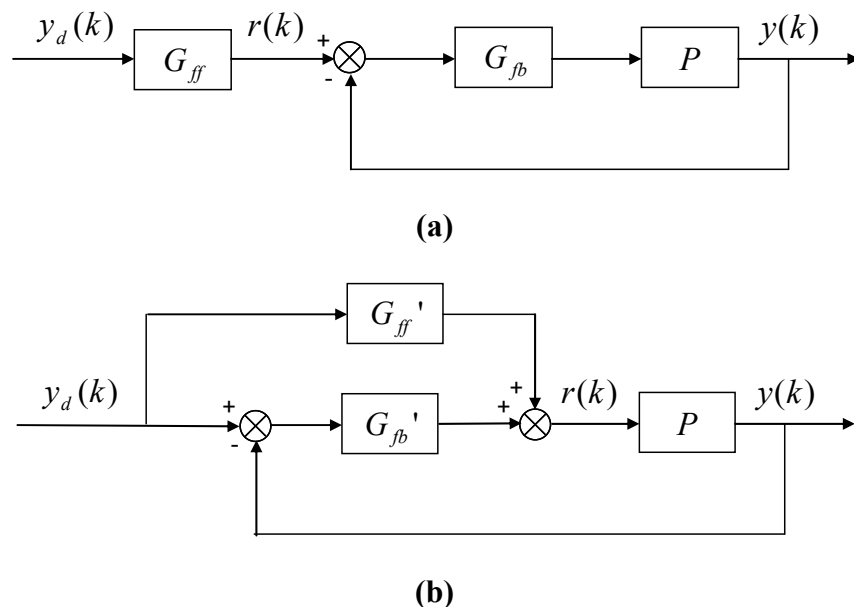 y_d(k) G_ff r(k) + - G_fb P y(k)
(a)
G_ff'
y_d(k) + - G_fb' + + r(k) P y(k)
(b)